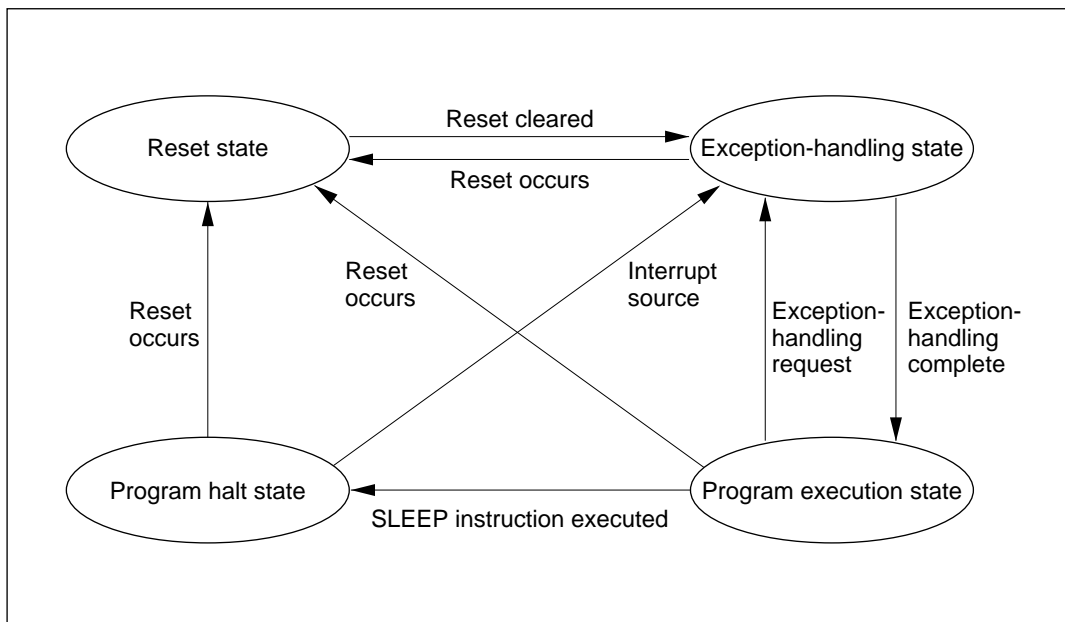 Reset cleared
Reset state
Exception-handling state
Reset occurs
Reset
occurs
Interrupt
source
Reset
occurs
Exception-
handling
request
Exception-
handling
complete
Program halt state
Program execution state
SLEEP instruction executed